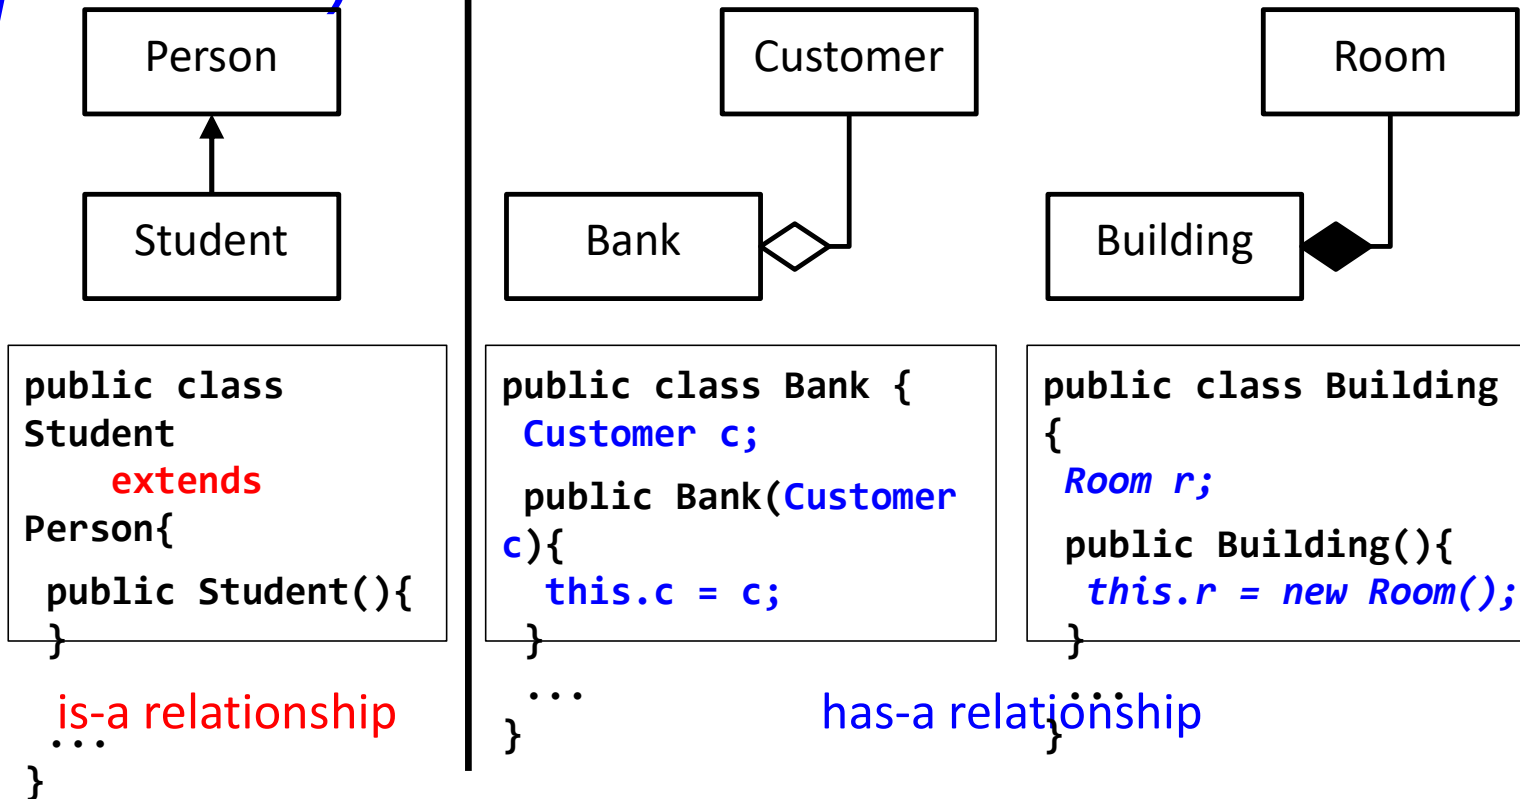 Person
Student
public class
Student
extends
Person{
public Student(){
}
...
}
is-a relationship
Customer
Bank
public class Bank {
Customer c;
public Bank(Customer
c){
this.c = c;
}
...
}
Room
Building
public class Building
{
Room r;
public Building(){
this.r = new Room();
}
...
}
has-a relationship